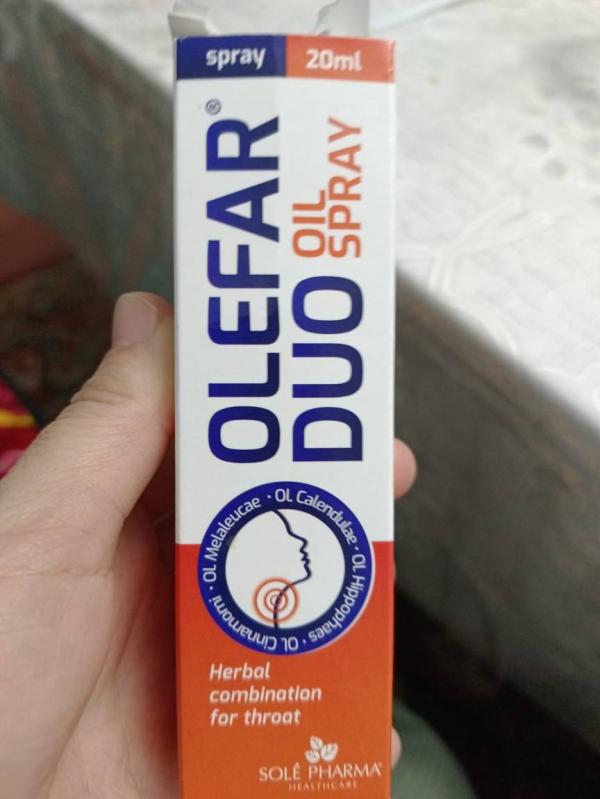 spray 20ml
OLEFAR®
DUO OIL
SPRAY
OL Melaleucae · OL Calendulae · OL Hippophaes · OL Cinnamomi ·
Herbal
combination
for throat
SOLÉ PHARMA®
HEALTHCARE